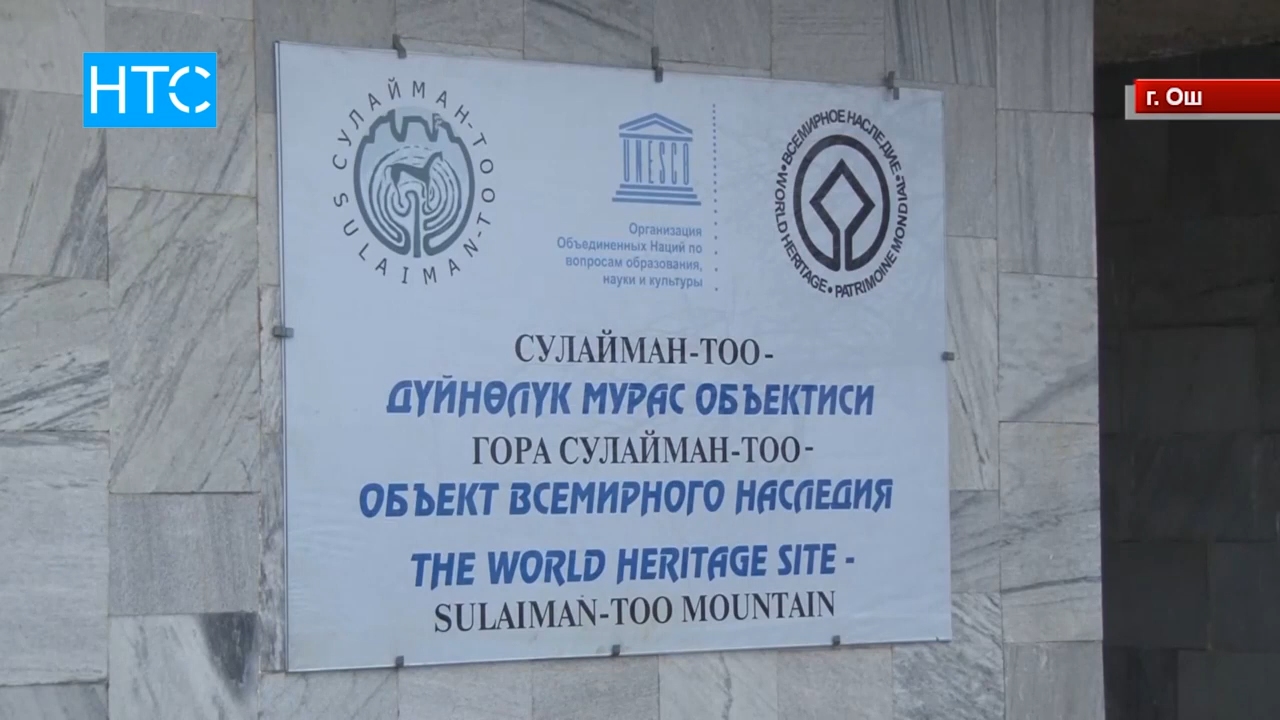 НТС
г. Ош
СУЛАЙМАН-ТОО
SULAIMAN-TOO
UNESCO
Организация
Объединенных Наций по
вопросам образования,
науки и культуры
ВСЕМИРНОЕ НАСЛЕДИЕ • WORLD HERITAGE • PATRIMOINE MONDIAL •
СУЛАЙМАН-ТОО-
ДҮЙНӨЛҮК МУРАС ОБЪЕКТИСИ
ГОРА СУЛАЙМАН-ТОО-
ОБЪЕКТ ВСЕМИРНОГО НАСЛЕДИЯ
THE WORLD HERITAGE SITE -
SULAIMAN-TOO MOUNTAIN